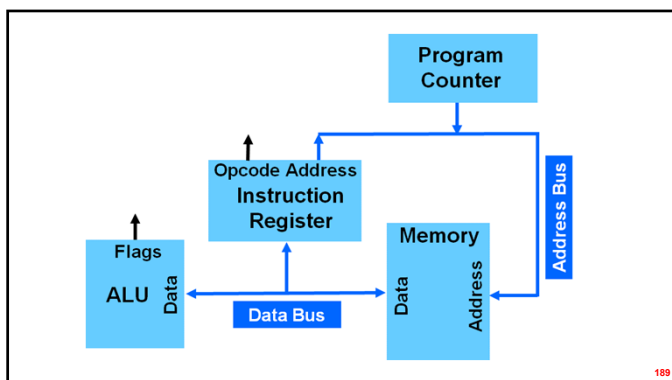 Program
Counter
Opcode Address
Instruction
Register
Address Bus
Flags
ALU
Data
Data Bus
Memory
Data
Address
189